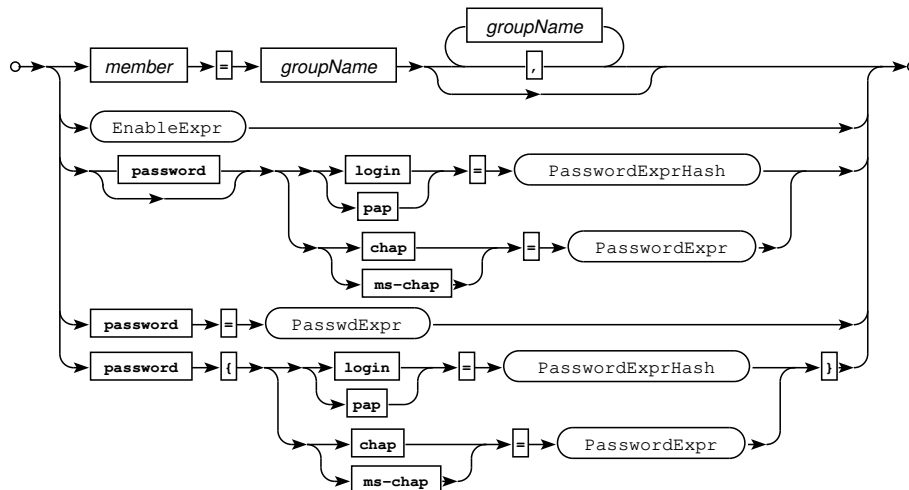 groupName
member = groupName ,
EnableExpr
password login = PasswordExprHash
pap
chap = PasswordExpr
ms-chap
password = PasswdExpr
password { login = PasswordExprHash }
pap
chap = PasswordExpr
ms-chap